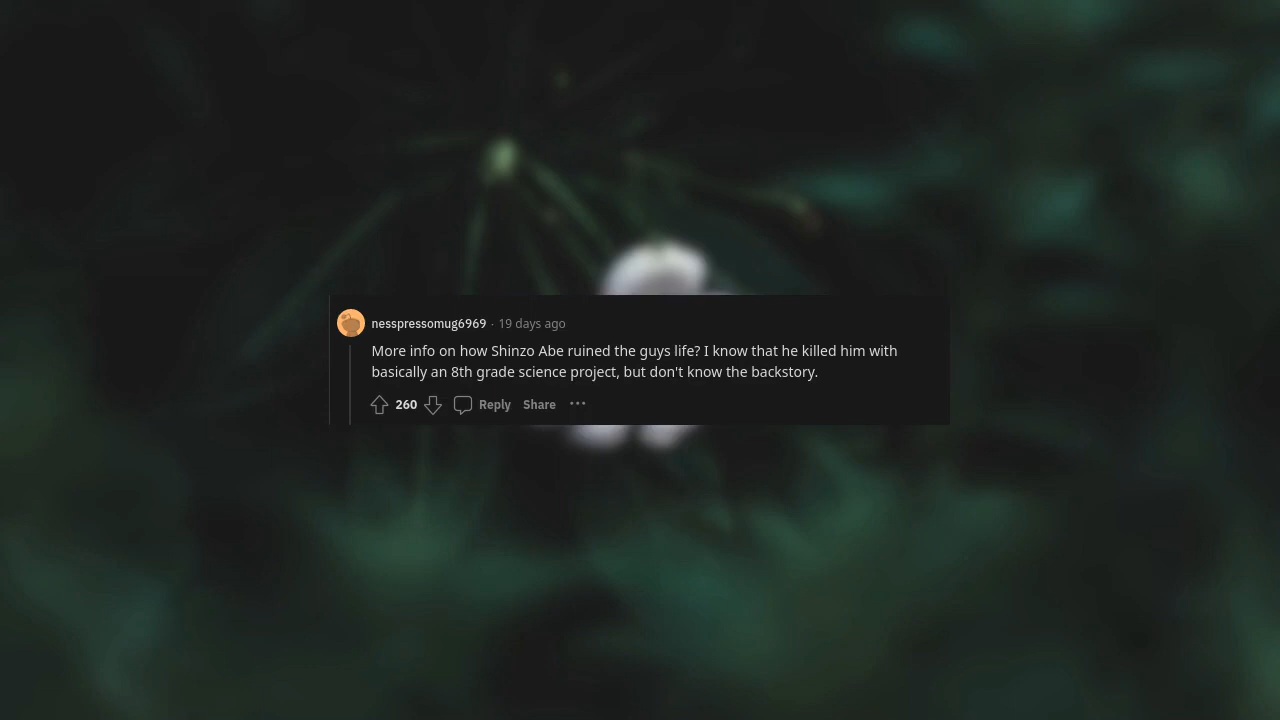 nesspressomug6969 · 19 days ago
More info on how Shinzo Abe ruined the guys life? I know that he killed him with
basically an 8th grade science project, but don't know the backstory.
260 Reply Share ···